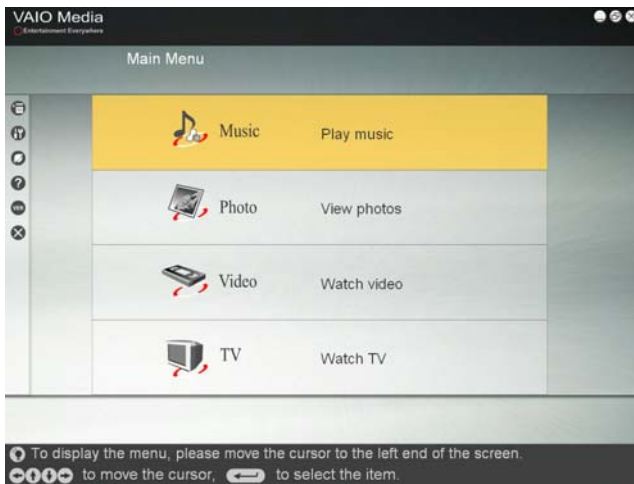 VAIO Media
Entertainment Everywhere
Main Menu
Music Play music
Photo View photos
Video Watch video
TV Watch TV
VER
To display the menu, please move the cursor to the left end of the screen.
to move the cursor, to select the item.